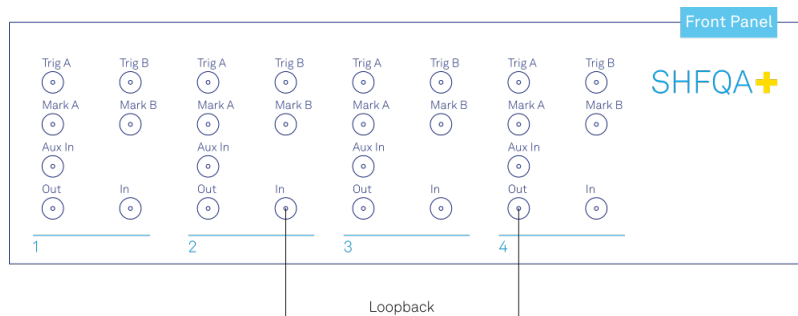 Front Panel
Trig A Trig B Trig A Trig B Trig A Trig B Trig A Trig B
SHFQA+
Mark A Mark B Mark A Mark B Mark A Mark B Mark A Mark B
Aux In Aux In Aux In Aux In
Out In Out In Out In Out In
1 2 3 4
Loopback